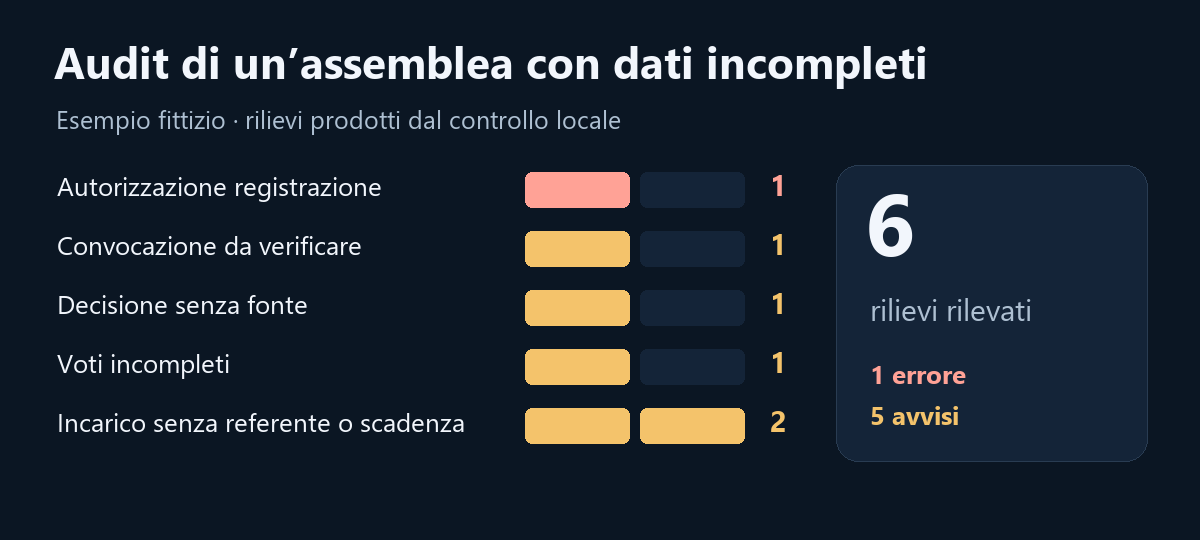 Audit di un’assemblea con dati incompleti
Esempio fittizio · rilievi prodotti dal controllo locale
Autorizzazione registrazione 1
Convocazione da verificare 1
Decisione senza fonte 1
Voti incompleti 1
Incarico senza referente o scadenza 2
6
rilievi rilevati
1 errore
5 avvisi